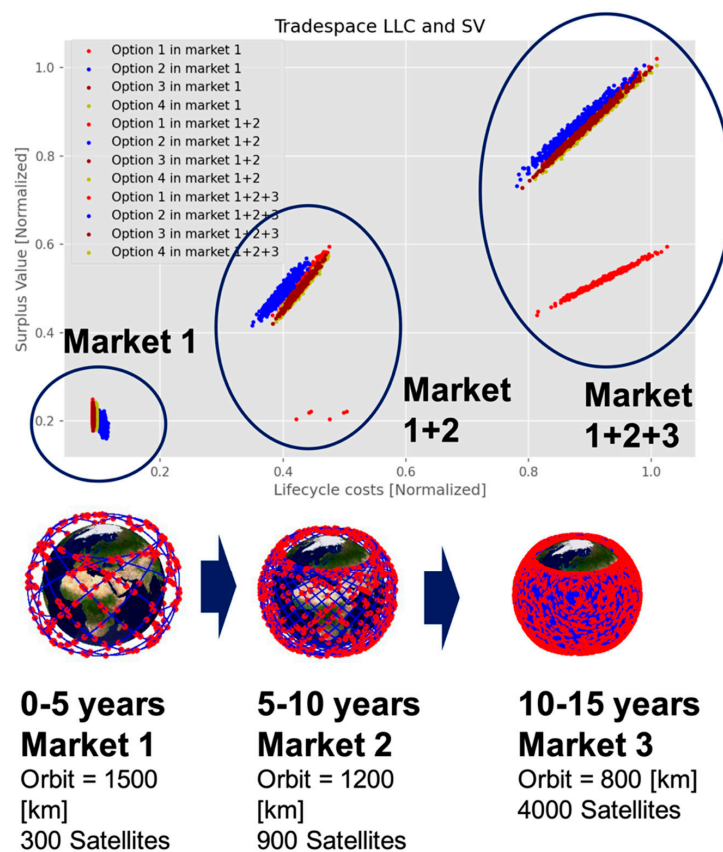 Tradespace LLC and SV
Surplus Value [Normalized]
1.0
0.8
0.6
0.4
0.2
Option 1 in market 1
Option 2 in market 1
Option 3 in market 1
Option 4 in market 1
Option 1 in market 1+2
Option 2 in market 1+2
Option 3 in market 1+2
Option 4 in market 1+2
Option 1 in market 1+2+3
Option 2 in market 1+2+3
Option 3 in market 1+2+3
Option 4 in market 1+2+3
Market 1
Market
1+2
Market
1+2+3
0.2
0.4
0.6
0.8
1.0
Lifecycle costs [Normalized]
0-5 years
Market 1
Orbit = 1500
[km]
300 Satellites
5-10 years
Market 2
Orbit = 1200
[km]
900 Satellites
10-15 years
Market 3
Orbit = 800 [km]
4000 Satellites